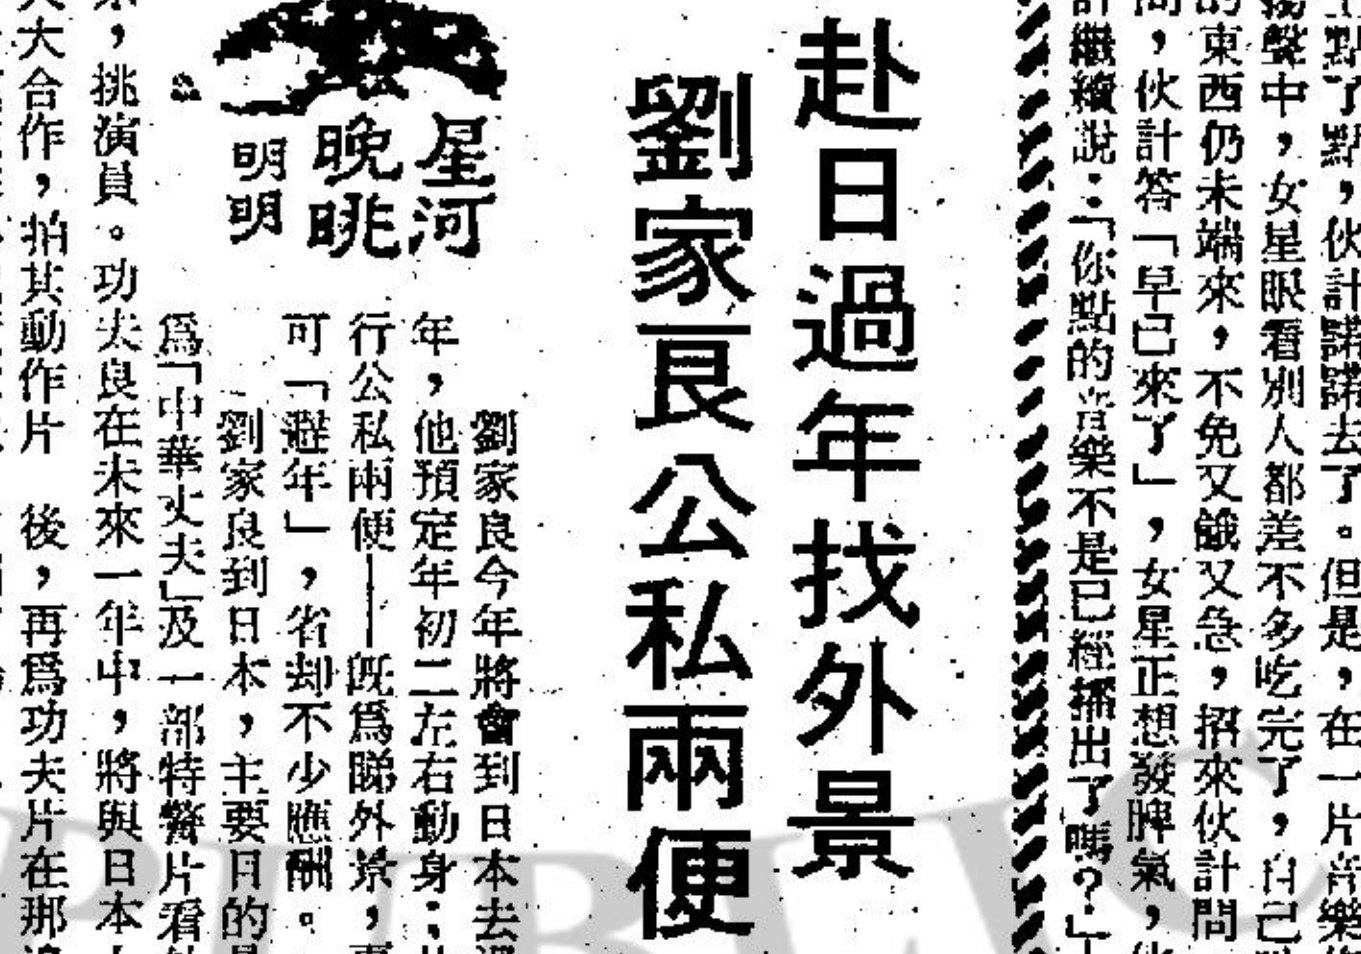 點了點，伙計諾諾去了。但是，在一片音樂
聲中，女星眼看別人都差不多吃完了，自己
的東西仍未端來，不免又餓又急，招來伙計問
問，伙計答「早已來了」，女星正想發脾氣，伙
計繼續說：「你點的音樂不是已經播出了嗎？」
赴日過年找外景
劉家良公私兩便
星河
晚眺
明明
劉家良今年將會到日本去過
年，他預定年初二左右動身；
行公私兩便——既為睇外景，
可「避年」，省却不少應酬。
劉家良到日本，主要目的是
爲「中華丈夫」及一部特警片看
，挑演員。功夫良在未來一年中，將與日本
大合作，拍其動作片 後，再爲功夫片在那
PUBLIC